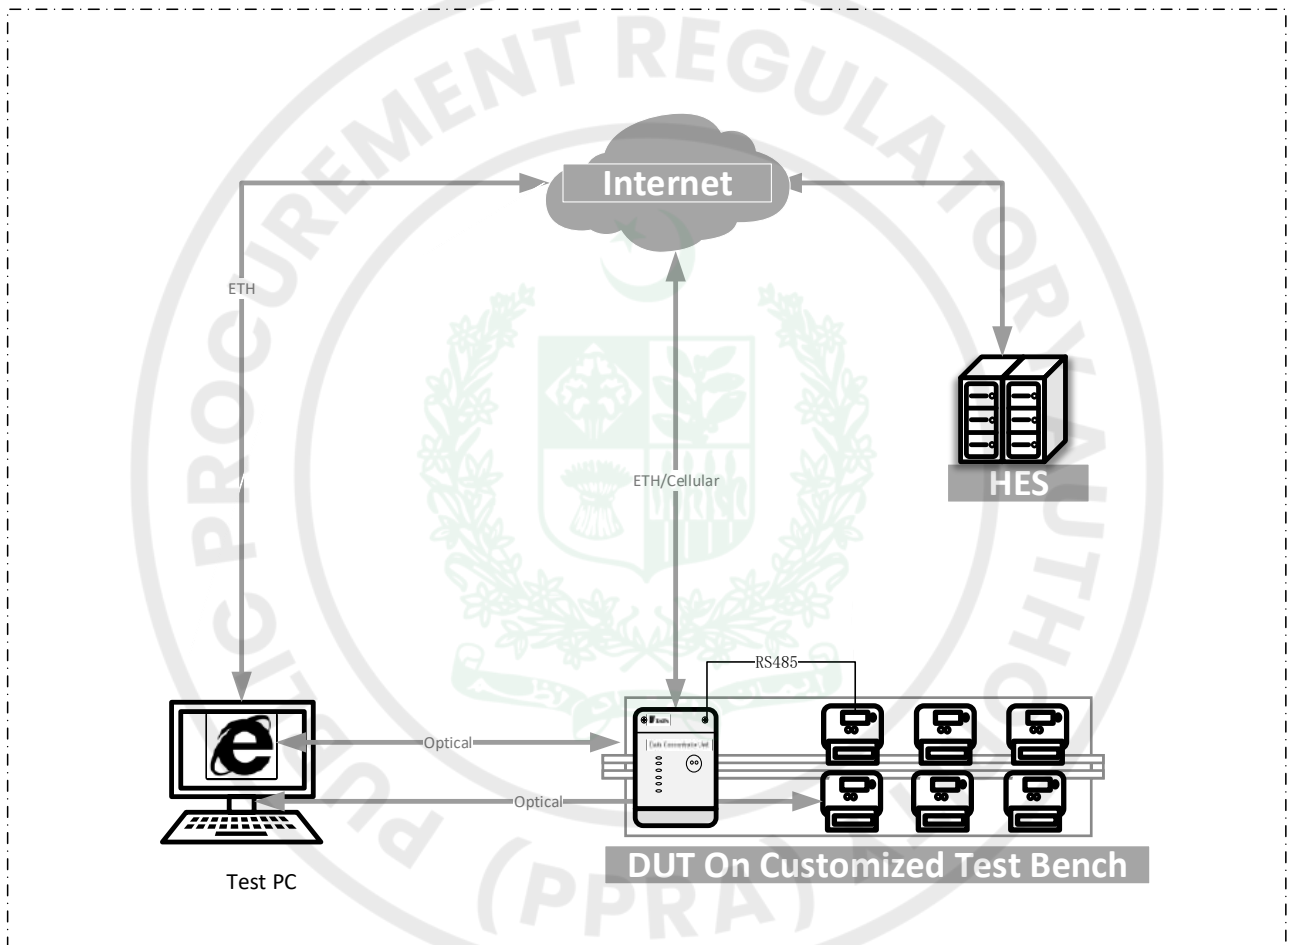 PUBLIC PROCUREMENT REGULATORY AUTHORITY
Internet
ETH
HES
ETH/Cellular
RS485
Optical
Optical
DUT On Customized Test Bench
Test PC
(PPRA)